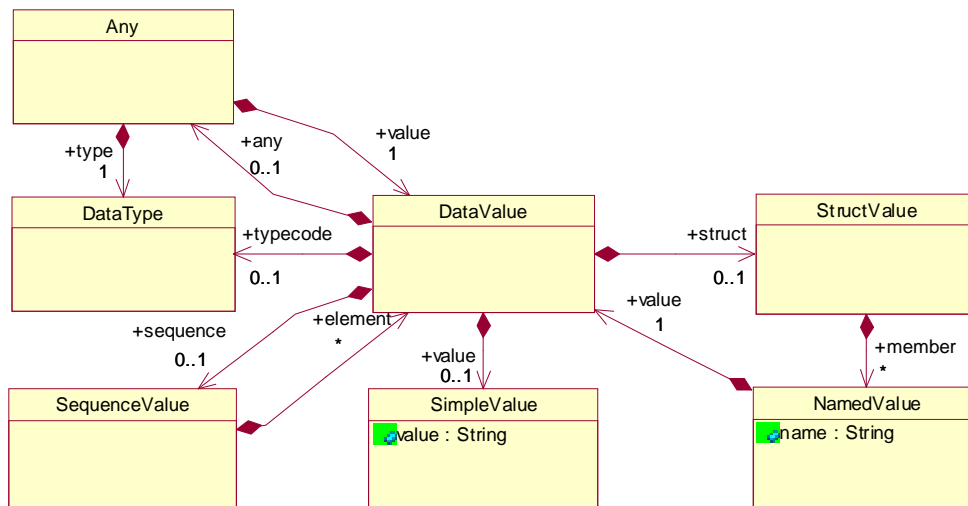 Any
+value
1
+any
0..1
+type
1
DataType
DataValue
StructValue
+typecode
0..1
+struct
0..1
+sequence
0..1
+element
*
+value
1
+value
0..1
+member
*
SequenceValue
SimpleValue
value : String
NamedValue
name : String